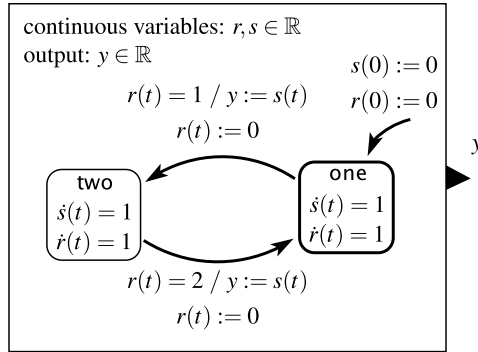 continuous variables: r, s ∈ ℝ
output: y ∈ ℝ
s(0) := 0
r(0) := 0
r(t) = 1 / y := s(t)
r(t) := 0
two
ṡ(t) = 1
ṙ(t) = 1
one
ṡ(t) = 1
ṙ(t) = 1
r(t) = 2 / y := s(t)
r(t) := 0
y